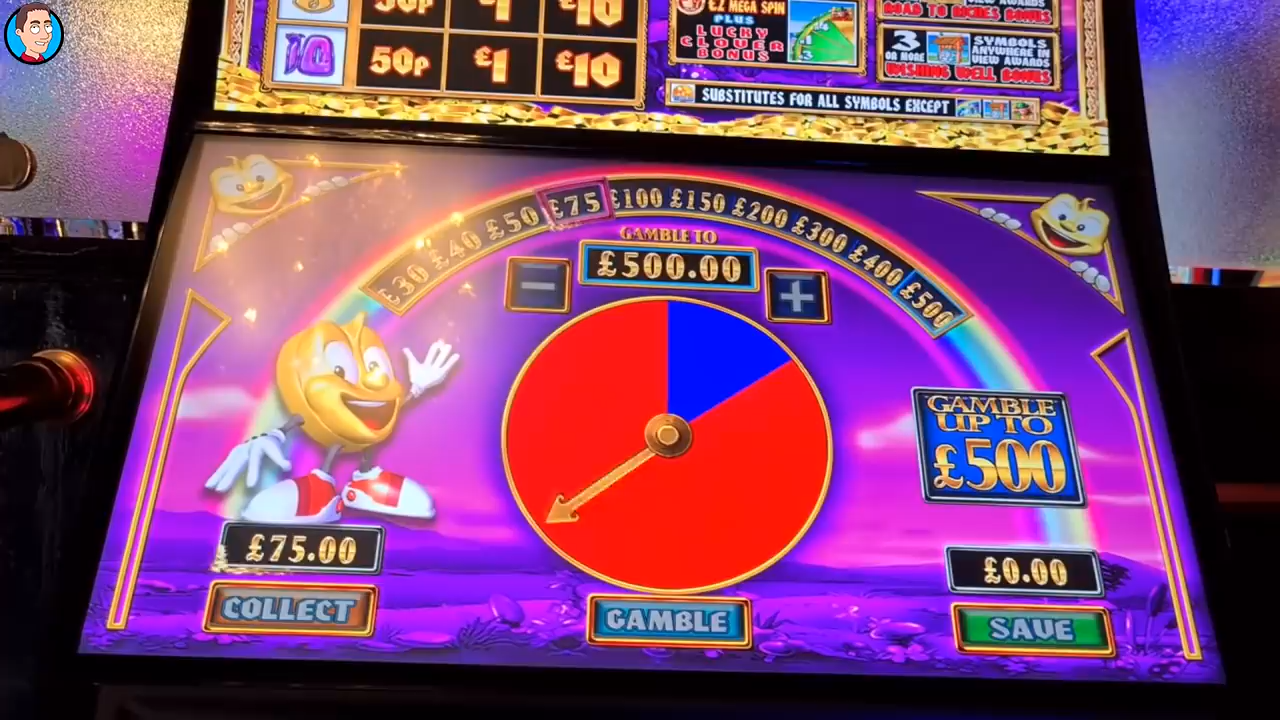 50p £1 £10
50p £1 £10
£2 MEGA SPIN
PLUS
LUCKY
CLOVER
BONUS
VIEW AWARDS
ROAD TO RICHES BONUS
3
OR MORE
SYMBOLS
ANYWHERE IN
VIEW AWARDS
WISHING WELL BONUS
SUBSTITUTES FOR ALL SYMBOLS EXCEPT
£30 £40 £50 £75 £100 £150 £200 £300 £400 £500
GAMBLE TO
£500.00
- +
GAMBLE
UP TO
£500
£75.00
£0.00
COLLECT
GAMBLE
SAVE